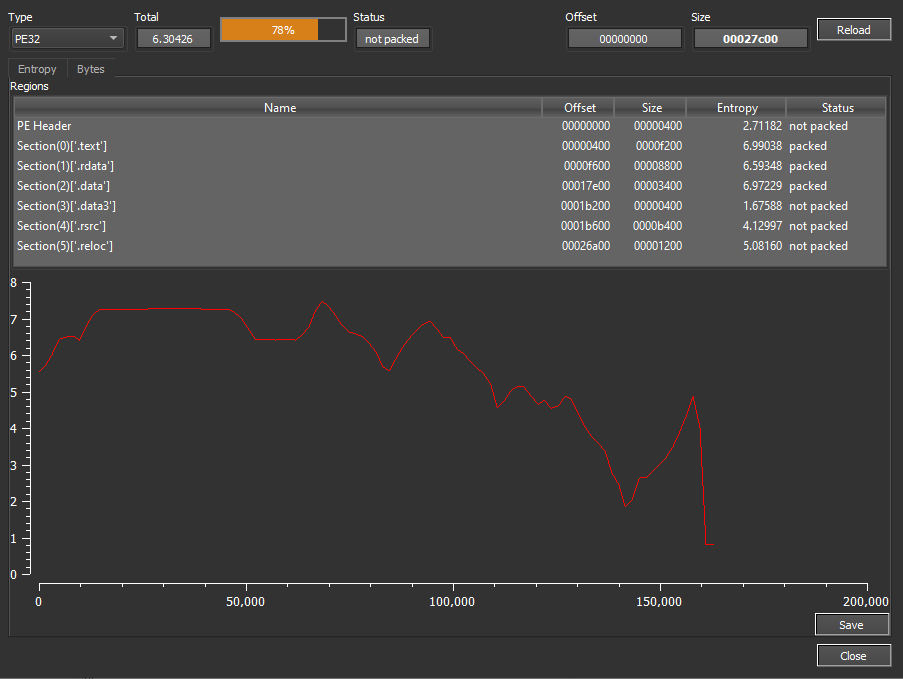 Type Total Status Offset Size
PE32 6.30426 78% not packed 00000000 00027c00 Reload
Entropy Bytes
Regions
Name Offset Size Entropy Status
PE Header 00000000 00000400 2.71182 not packed
Section(0)['.text'] 00000400 0000f200 6.99038 packed
Section(1)['.rdata'] 0000f600 00008800 6.59348 packed
Section(2)['.data'] 00017e00 00003400 6.97229 packed
Section(3)['.data3'] 0001b200 00000400 1.67588 not packed
Section(4)['.rsrc'] 0001b600 0000b400 4.12997 not packed
Section(5)['.reloc'] 00026a00 00001200 5.08160 not packed
8
7
6
5
4
3
2
1
0
0 50,000 100,000 150,000 200,000
Save
Close